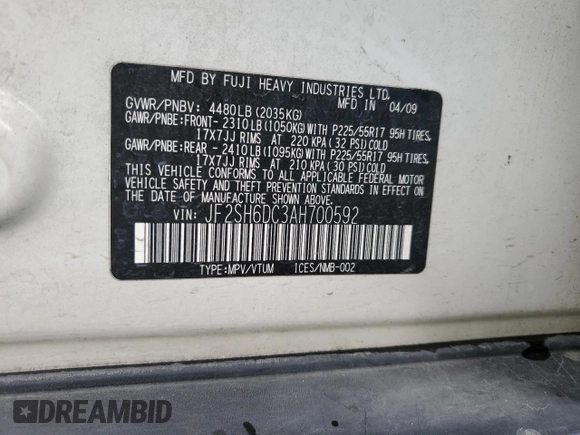 MFD BY FUJI HEAVY INDUSTRIES LTD.
MFD IN 04/09
GVWR/PNBV: 4480LB(2035KG)
GAWR/PNBE:FRONT- 2310LB(1050KG)WITH P225/55R17 95H TIRES,
17X7JJ RIMS AT 220 KPA( 32 PSI)COLD
GAWR/PNBE:REAR - 2410LB(1095KG)WITH P225/55R17 95H TIRES,
17X7JJ RIMS AT 210 KPA( 30 PSI)COLD
THIS VEHICLE CONFORMS TO ALL APPLICABLE FEDERAL MOTOR
VEHICLE SAFETY AND THEFT PREVENTION STANDARDS IN EFFECT ON
THE DATE OF MANUFACTURE SHOWN ABOVE.
VIN: JF2SH6DC3AH700592
TYPE:MPV/VTUM ICES/NMB-002
DREAMBID